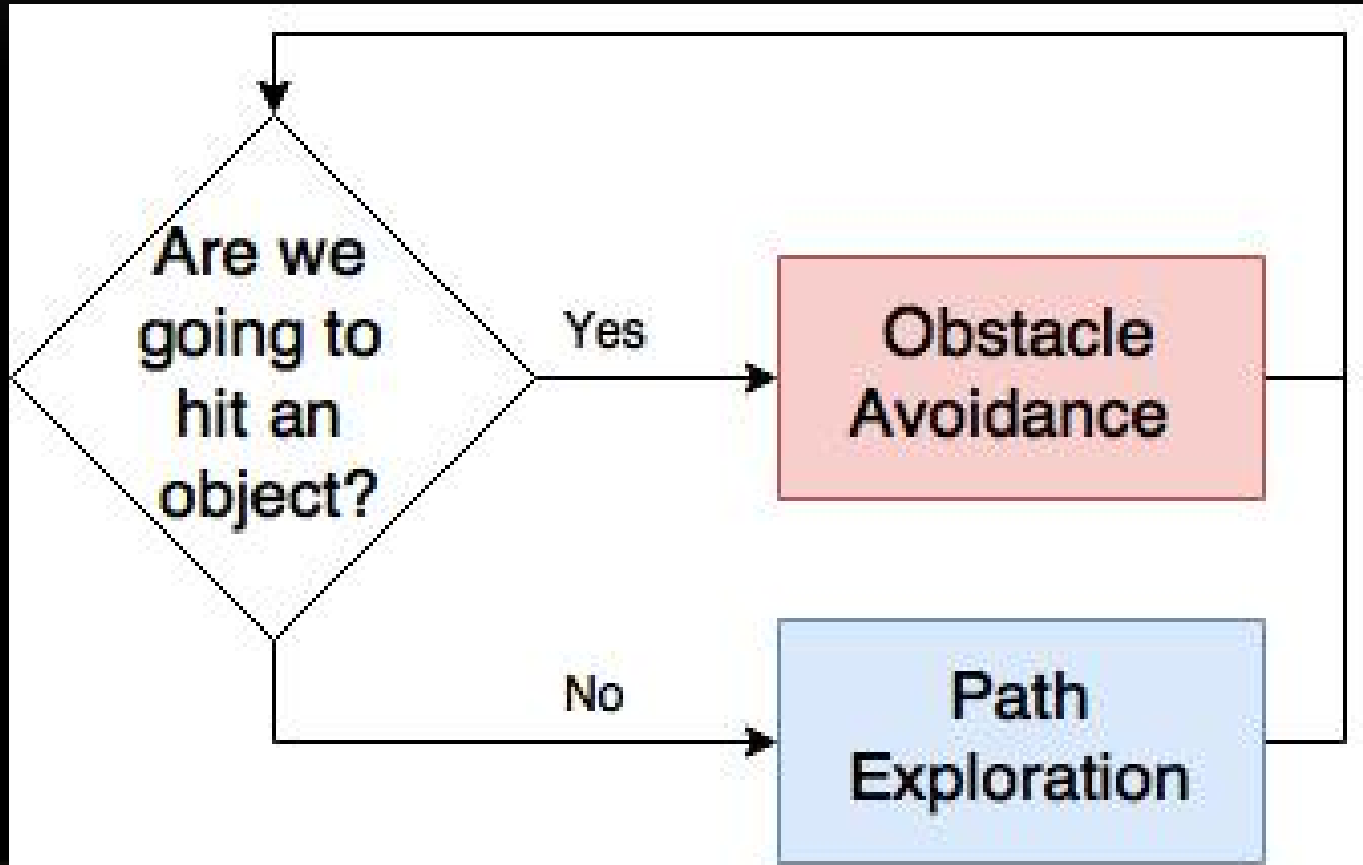 Are we
going to
hit an
object?
Yes
Obstacle
Avoidance
No
Path
Exploration